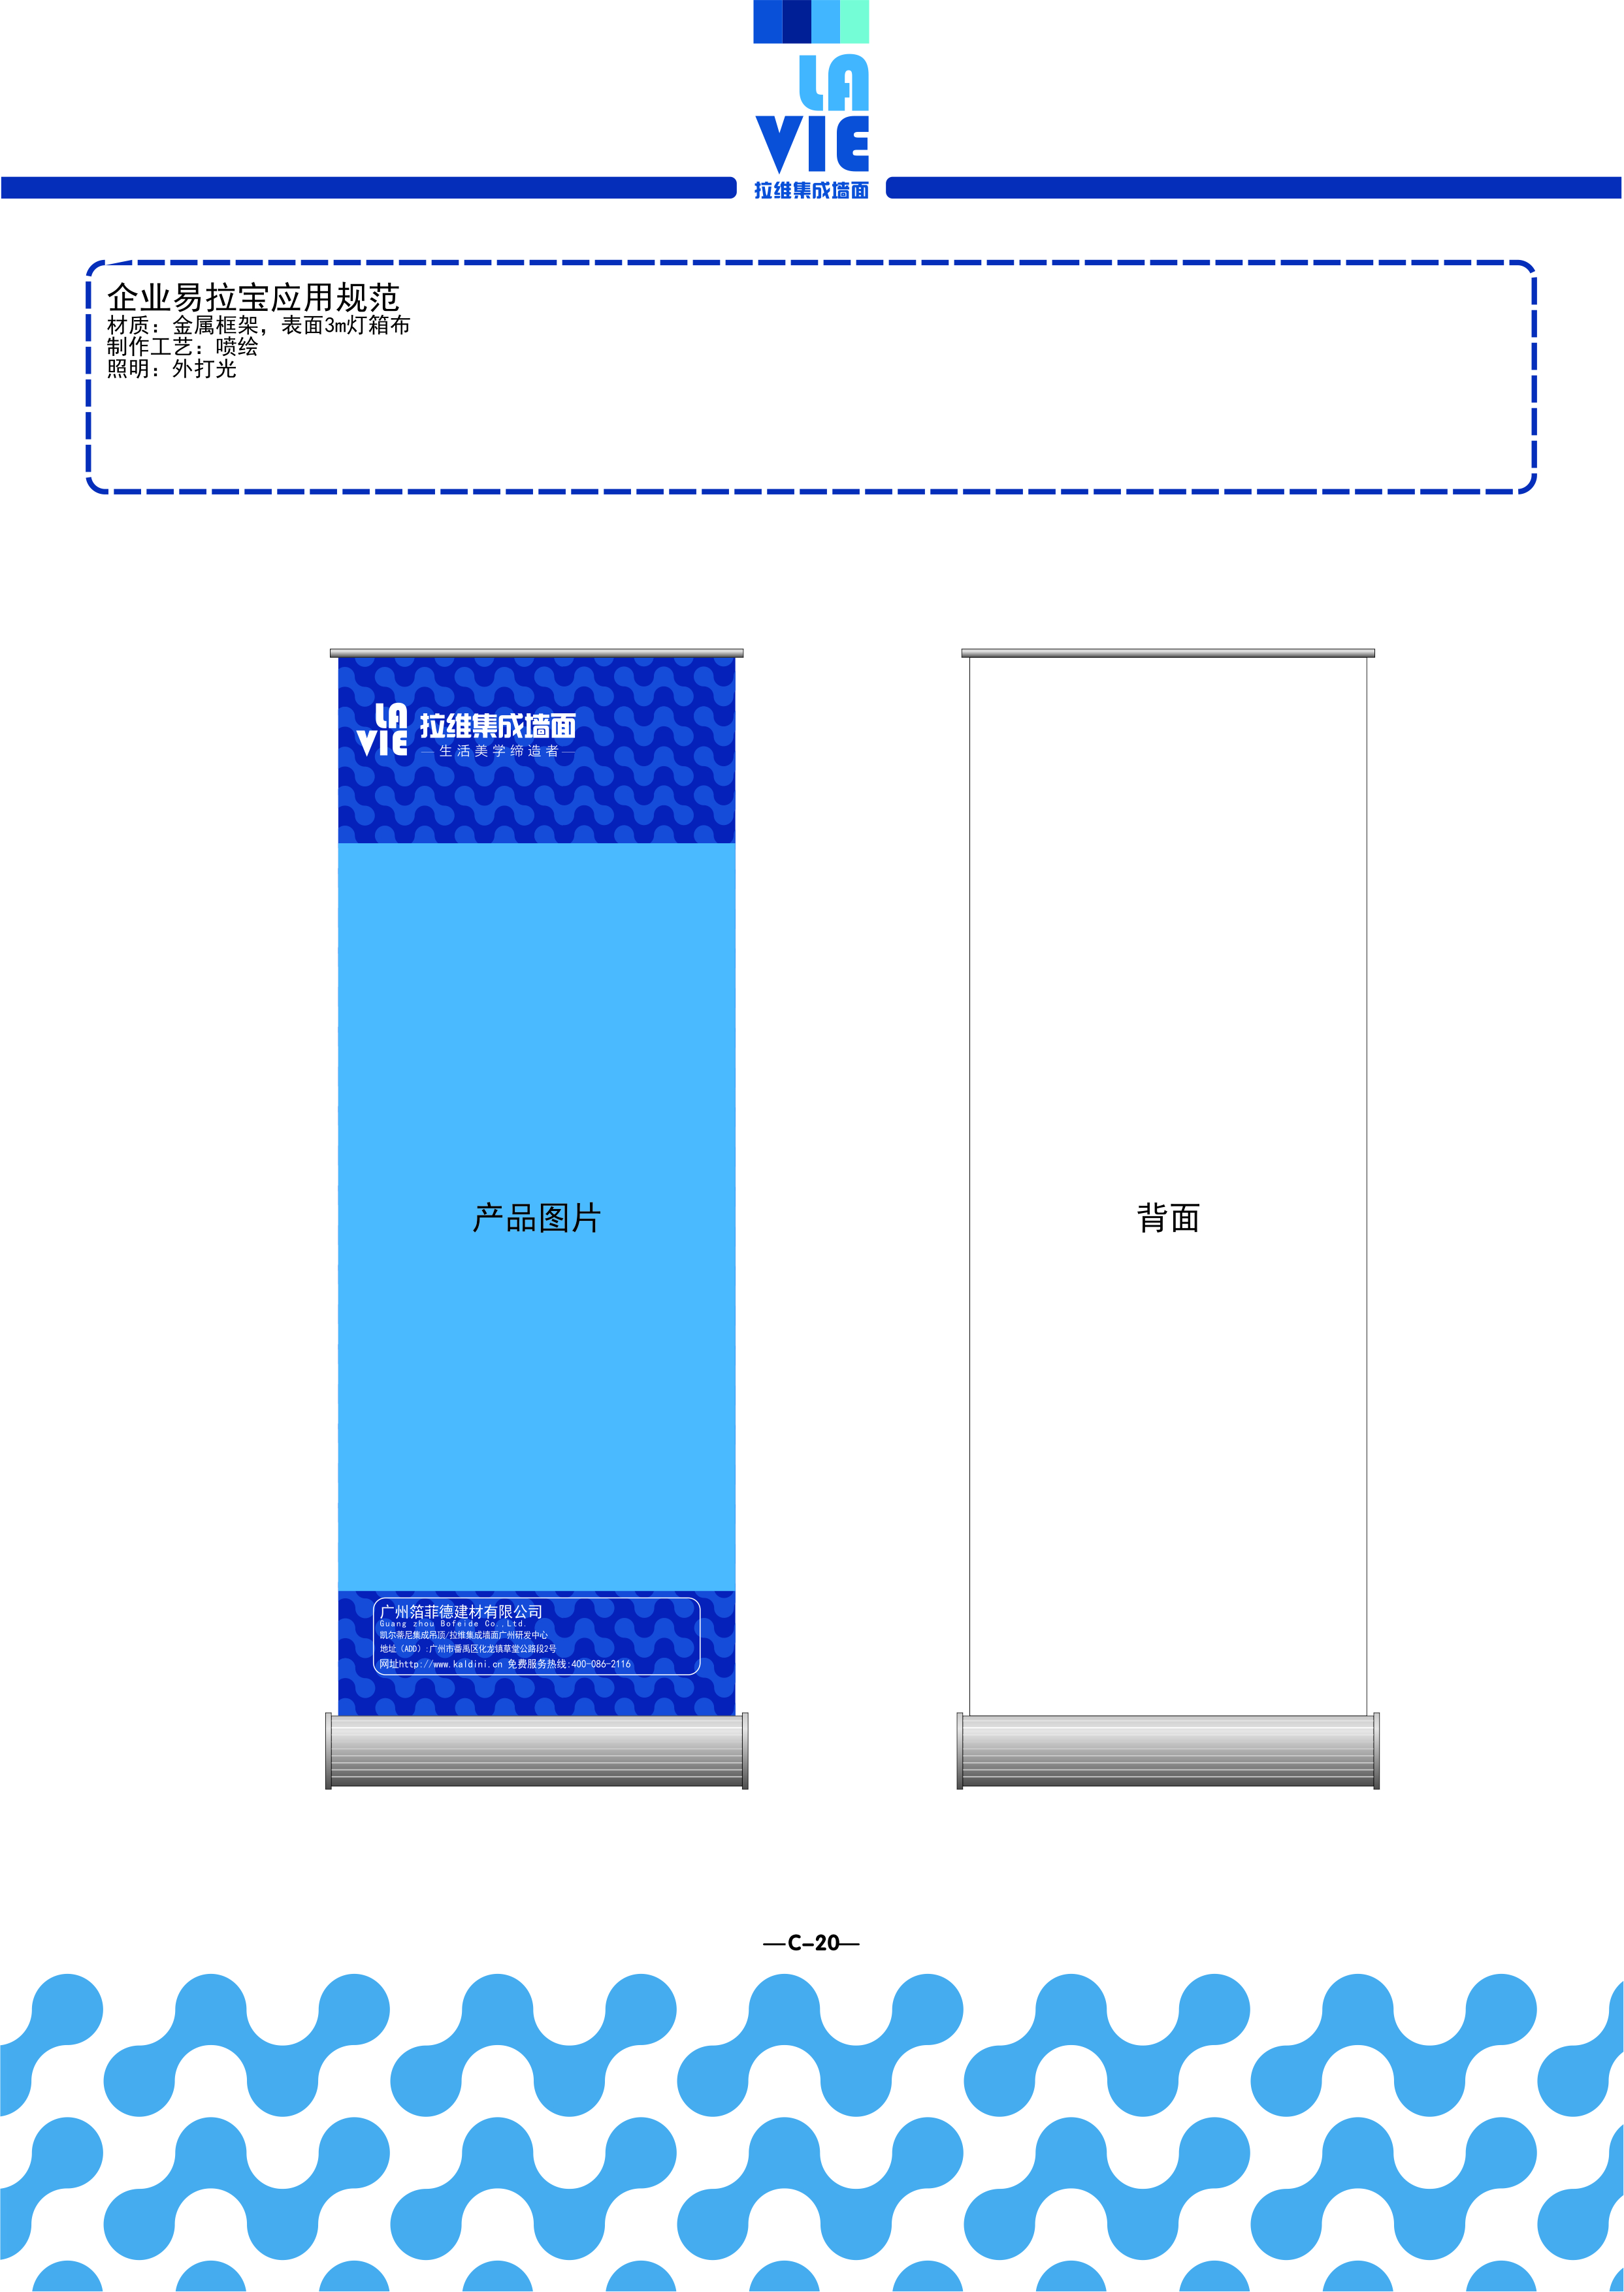 LA
VIE
拉维集成墙面
企业易拉宝应用规范
材质：金属框架，表面3m灯箱布
制作工艺：喷绘
照明：外打光
LA
VIE
拉维集成墙面
—生活美学缔造者—
产品图片
背面
广州箔菲德建材有限公司
Guang zhou Bofeide Co.,Ltd.
凯尔蒂尼集成吊顶/拉维集成墙面广州研发中心
地址（ADD）:广州市番禺区化龙镇草堂公路段2号
网址http://www.kaldini.cn 免费服务热线:400-086-2116
—C-20—